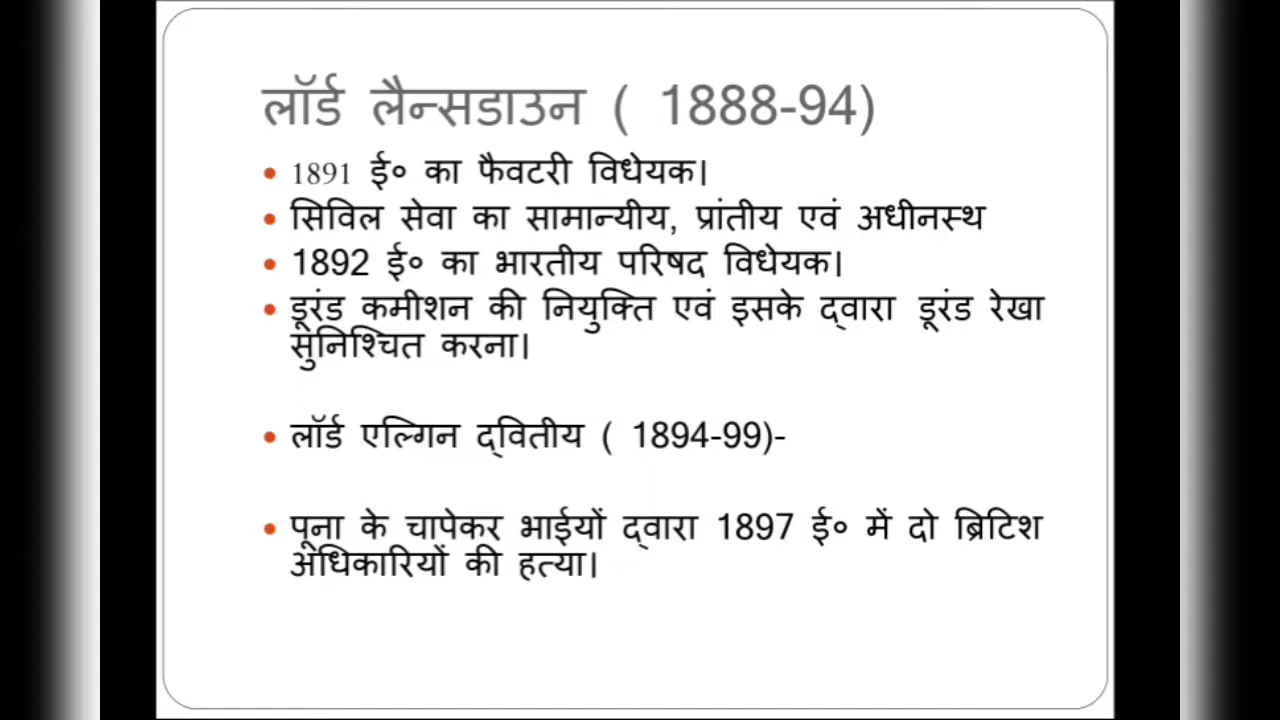 लॉर्ड लैन्सडाउन ( 1888-94)
• 1891 ई० का फैवटरी विधेयक।
• सिविल सेवा का सामान्यीय, प्रांतीय एवं अधीनस्थ
• 1892 ई० का भारतीय परिषद विधेयक।
• डूरंड कमीशन की नियुक्ति एवं इसके द्वारा डूरंड रेखा
सुनिश्चित करना।
• लॉर्ड एल्गिन द्वितीय ( 1894-99)-
• पूना के चापेकर भाईयों द्वारा 1897 ई० में दो ब्रिटिश
अधिकारियों की हत्या।